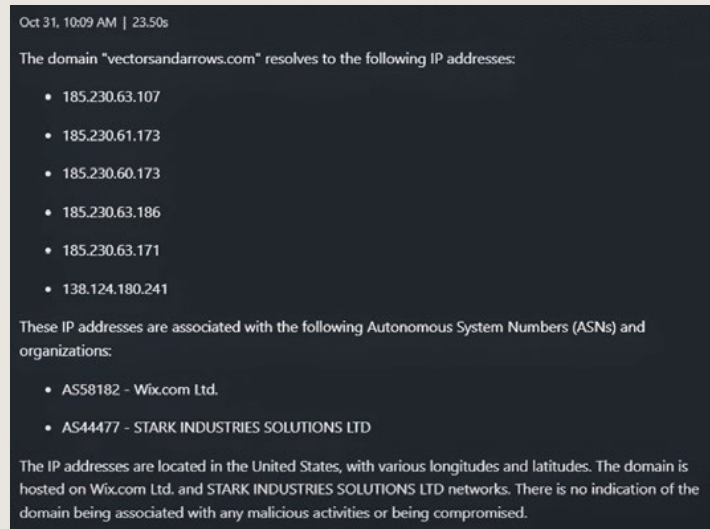 Oct 31, 10:09 AM | 23.50s
The domain "vectorsandarrows.com" resolves to the following IP addresses:
• 185.230.63.107
• 185.230.61.173
• 185.230.60.173
• 185.230.63.186
• 185.230.63.171
• 138.124.180.241
These IP addresses are associated with the following Autonomous System Numbers (ASNs) and
organizations:
• AS58182 - Wix.com Ltd.
• AS44477 - STARK INDUSTRIES SOLUTIONS LTD
The IP addresses are located in the United States, with various longitudes and latitudes. The domain is
hosted on Wix.com Ltd. and STARK INDUSTRIES SOLUTIONS LTD networks. There is no indication of the
domain being associated with any malicious activities or being compromised.